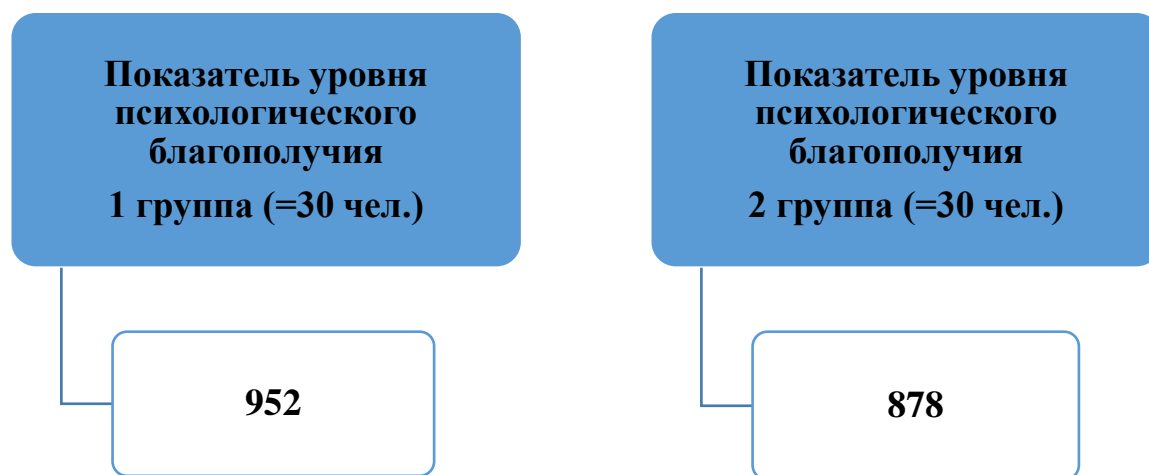 Показатель уровня
психологического
благополучия
1 группа (=30 чел.)
952
Показатель уровня
психологического
благополучия
2 группа (=30 чел.)
878